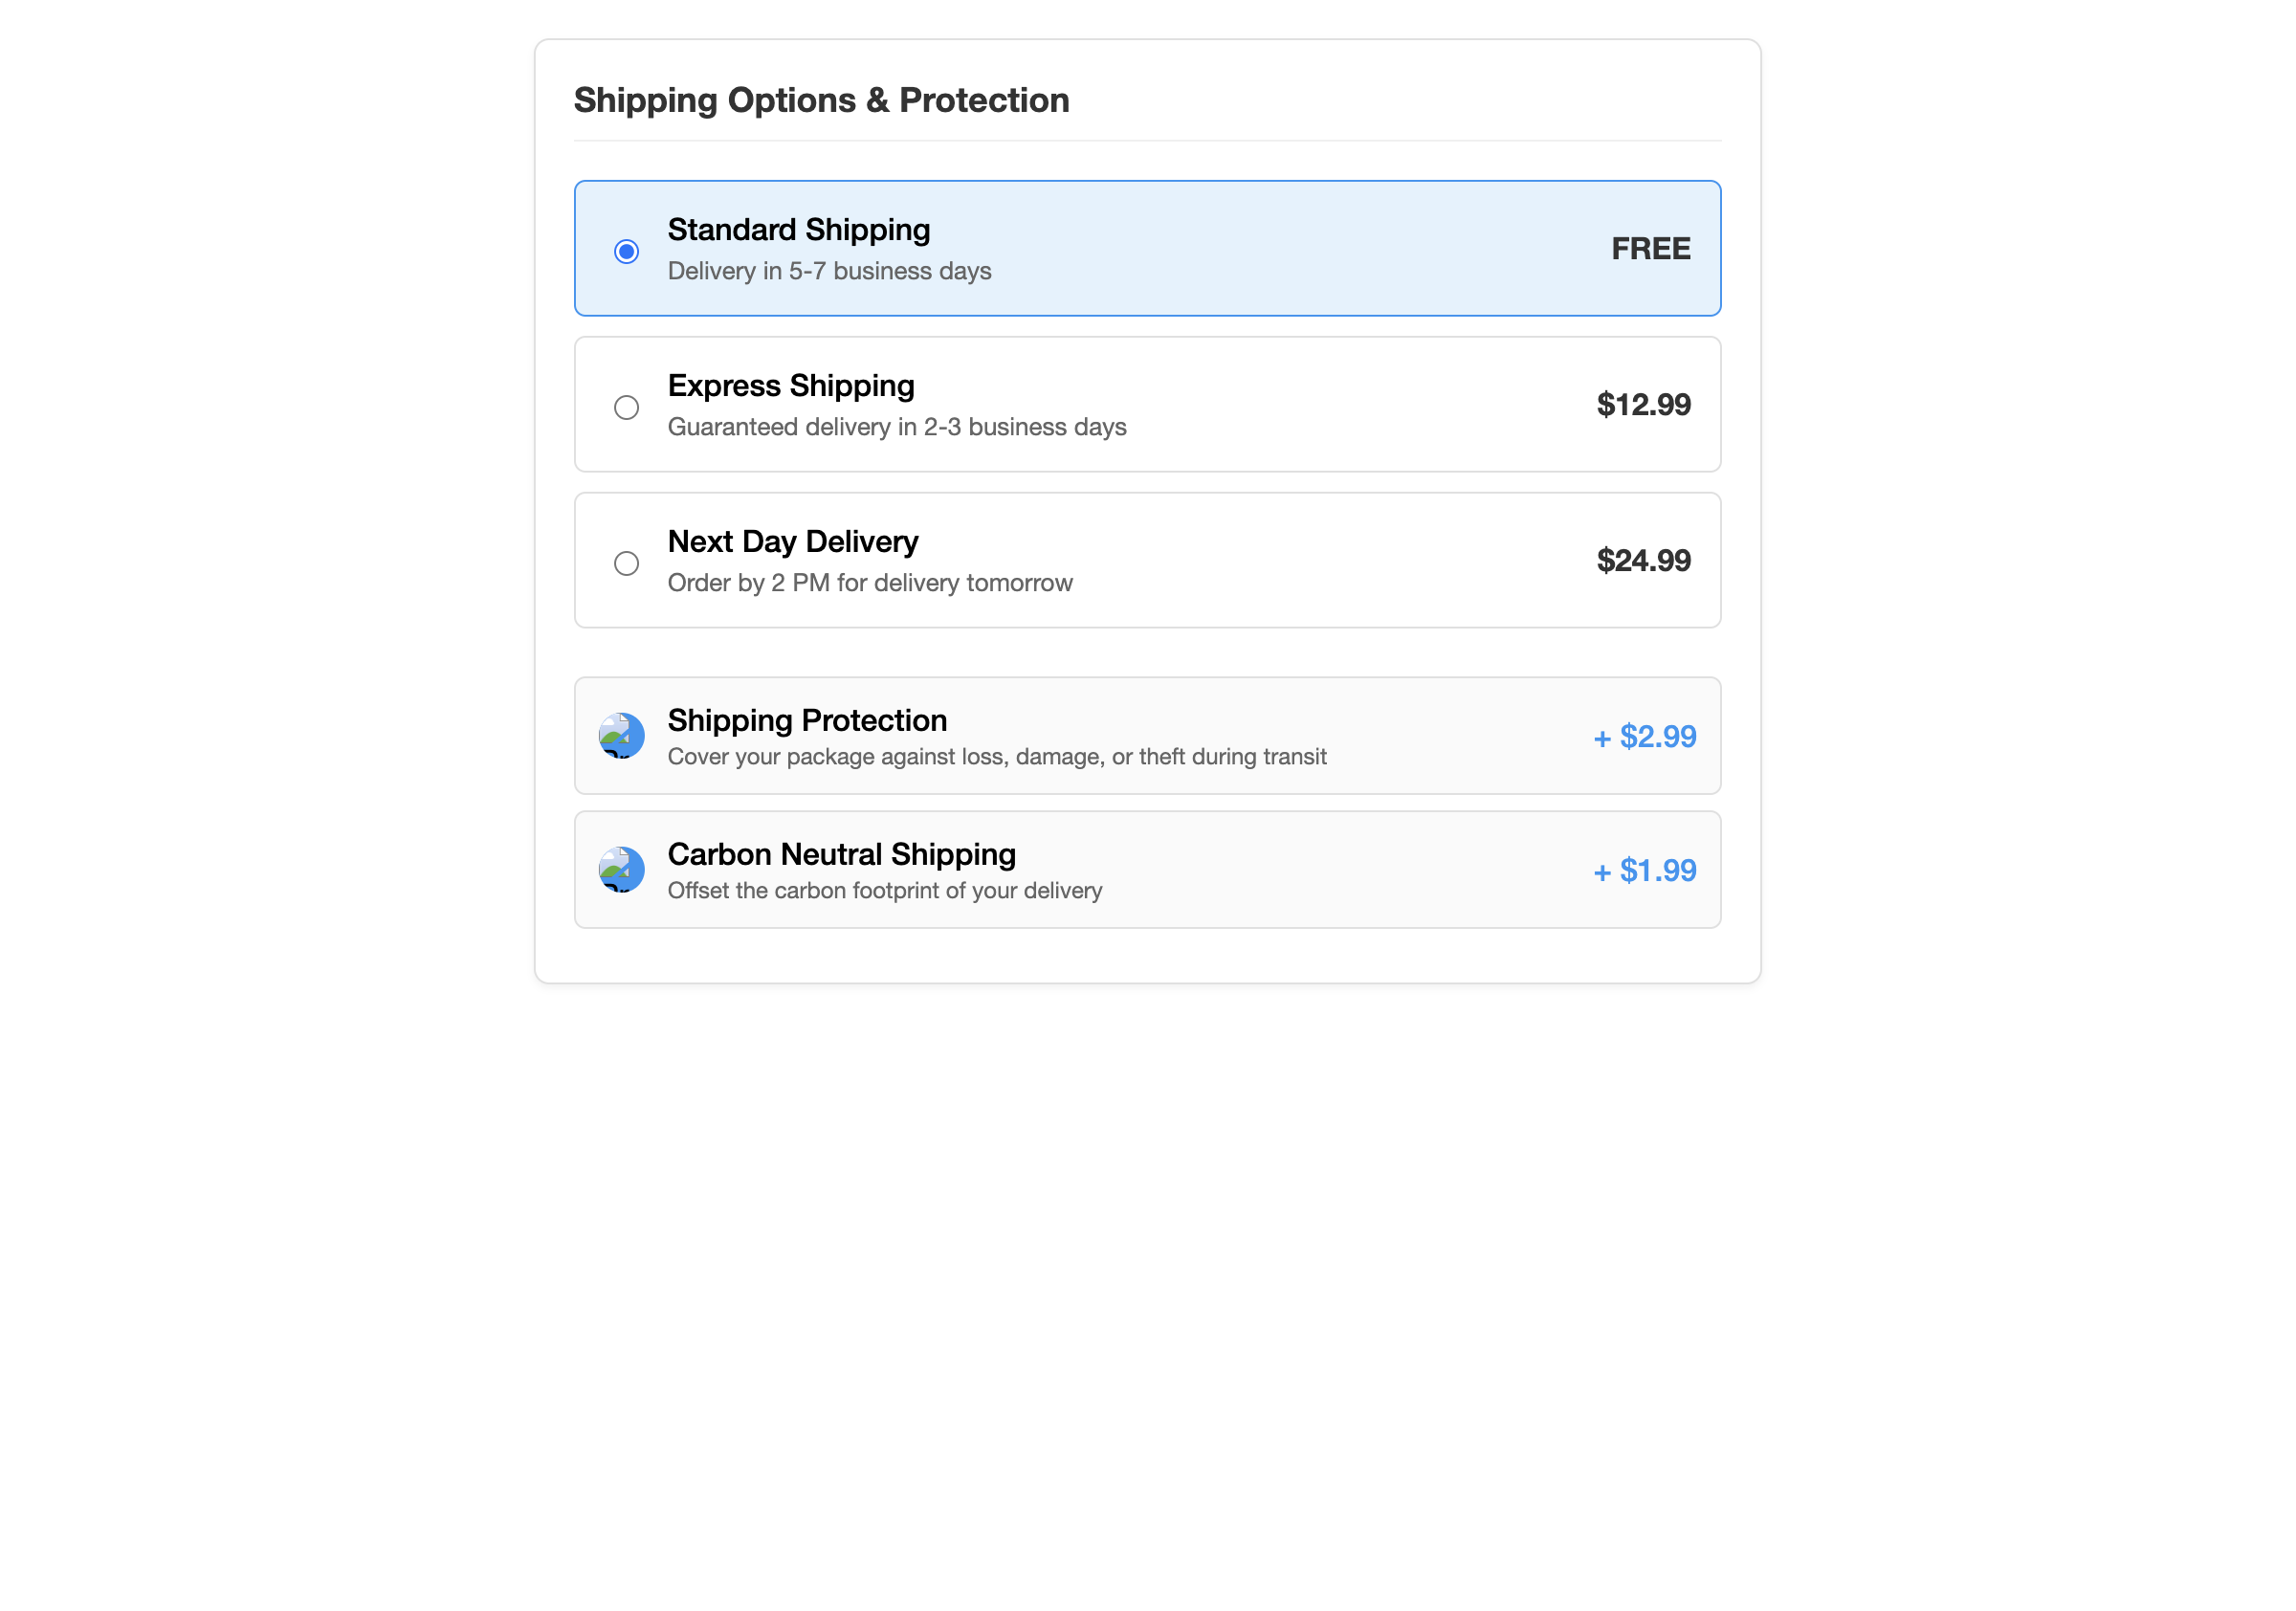 Shipping Options & Protection
Standard Shipping
Delivery in 5-7 business days
FREE
Express Shipping
Guaranteed delivery in 2-3 business days
$12.99
Next Day Delivery
Order by 2 PM for delivery tomorrow
$24.99
Shipping Protection
Cover your package against loss, damage, or theft during transit
+ $2.99
Carbon Neutral Shipping
Offset the carbon footprint of your delivery
+ $1.99